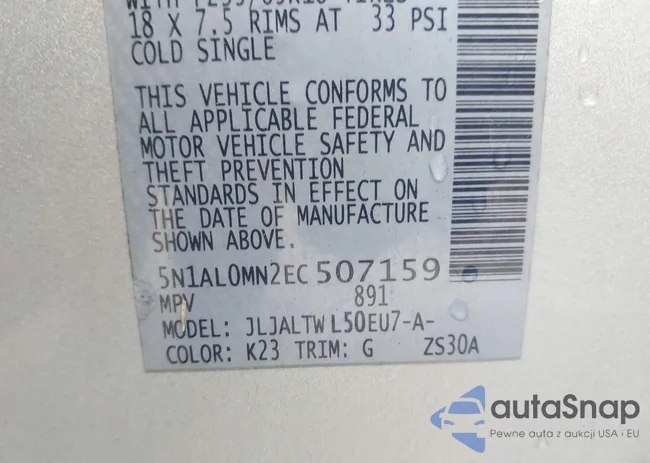 18 X 7.5 RIMS AT 33 PSI
COLD SINGLE
THIS VEHICLE CONFORMS TO
ALL APPLICABLE FEDERAL
MOTOR VEHICLE SAFETY AND
THEFT PREVENTION
STANDARDS IN EFFECT ON
THE DATE OF MANUFACTURE
SHOWN ABOVE.
5N1AL0MN2EC507159
MPV 891
MODEL: JLJALTWL50EU7-A-
COLOR: K23 TRIM: G ZS30A
autoSnap
Pewne auta z aukcji USA i EU